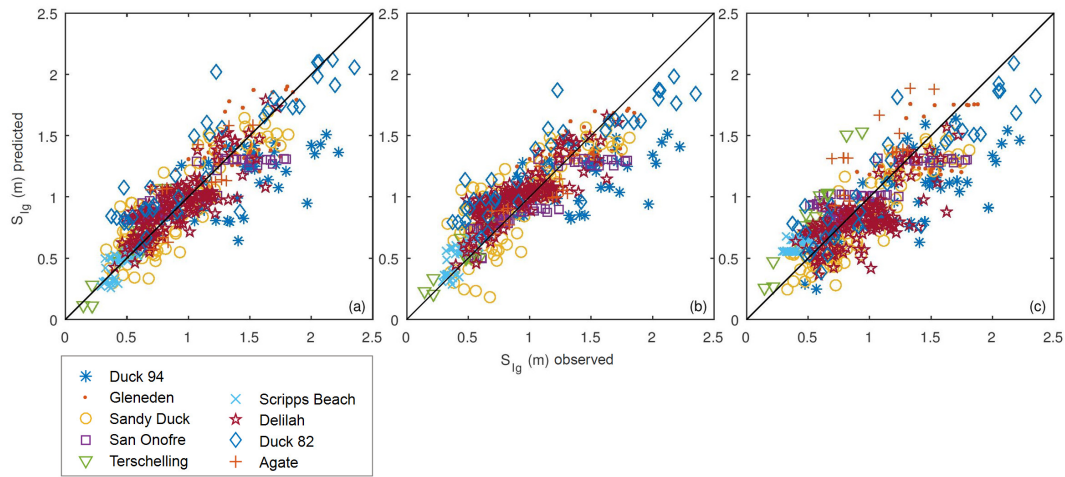 2.5
2
1.5
1
0.5
0
S_Ig (m) predicted
0 0.5 1 1.5 2 2.5
(a)
2.5
2
1.5
1
0.5
0
0 0.5 1 1.5 2 2.5
(b)
S_Ig (m) observed
2.5
2
1.5
1
0.5
0
0 0.5 1 1.5 2 2.5
(c)
Duck 94
Gleneden
Sandy Duck
San Onofre
Terschelling
Scripps Beach
Delilah
Duck 82
Agate